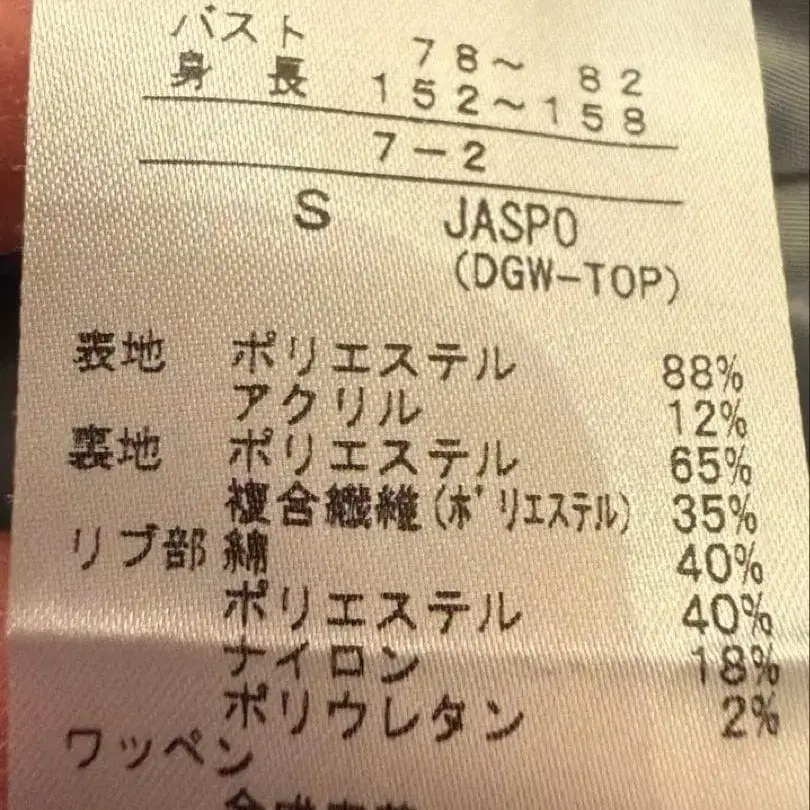 バスト 78～ 82
身 長 152～158
7-2
S JASPO
(DGW-TOP)
表地 ポリエステル 88%
アクリル 12%
裏地 ポリエステル 65%
複合繊維(ﾎﾟﾘｴｽﾃﾙ) 35%
リブ部 綿 40%
ポリエステル 40%
ナイロン 18%
ポリウレタン 2%
ワッペン